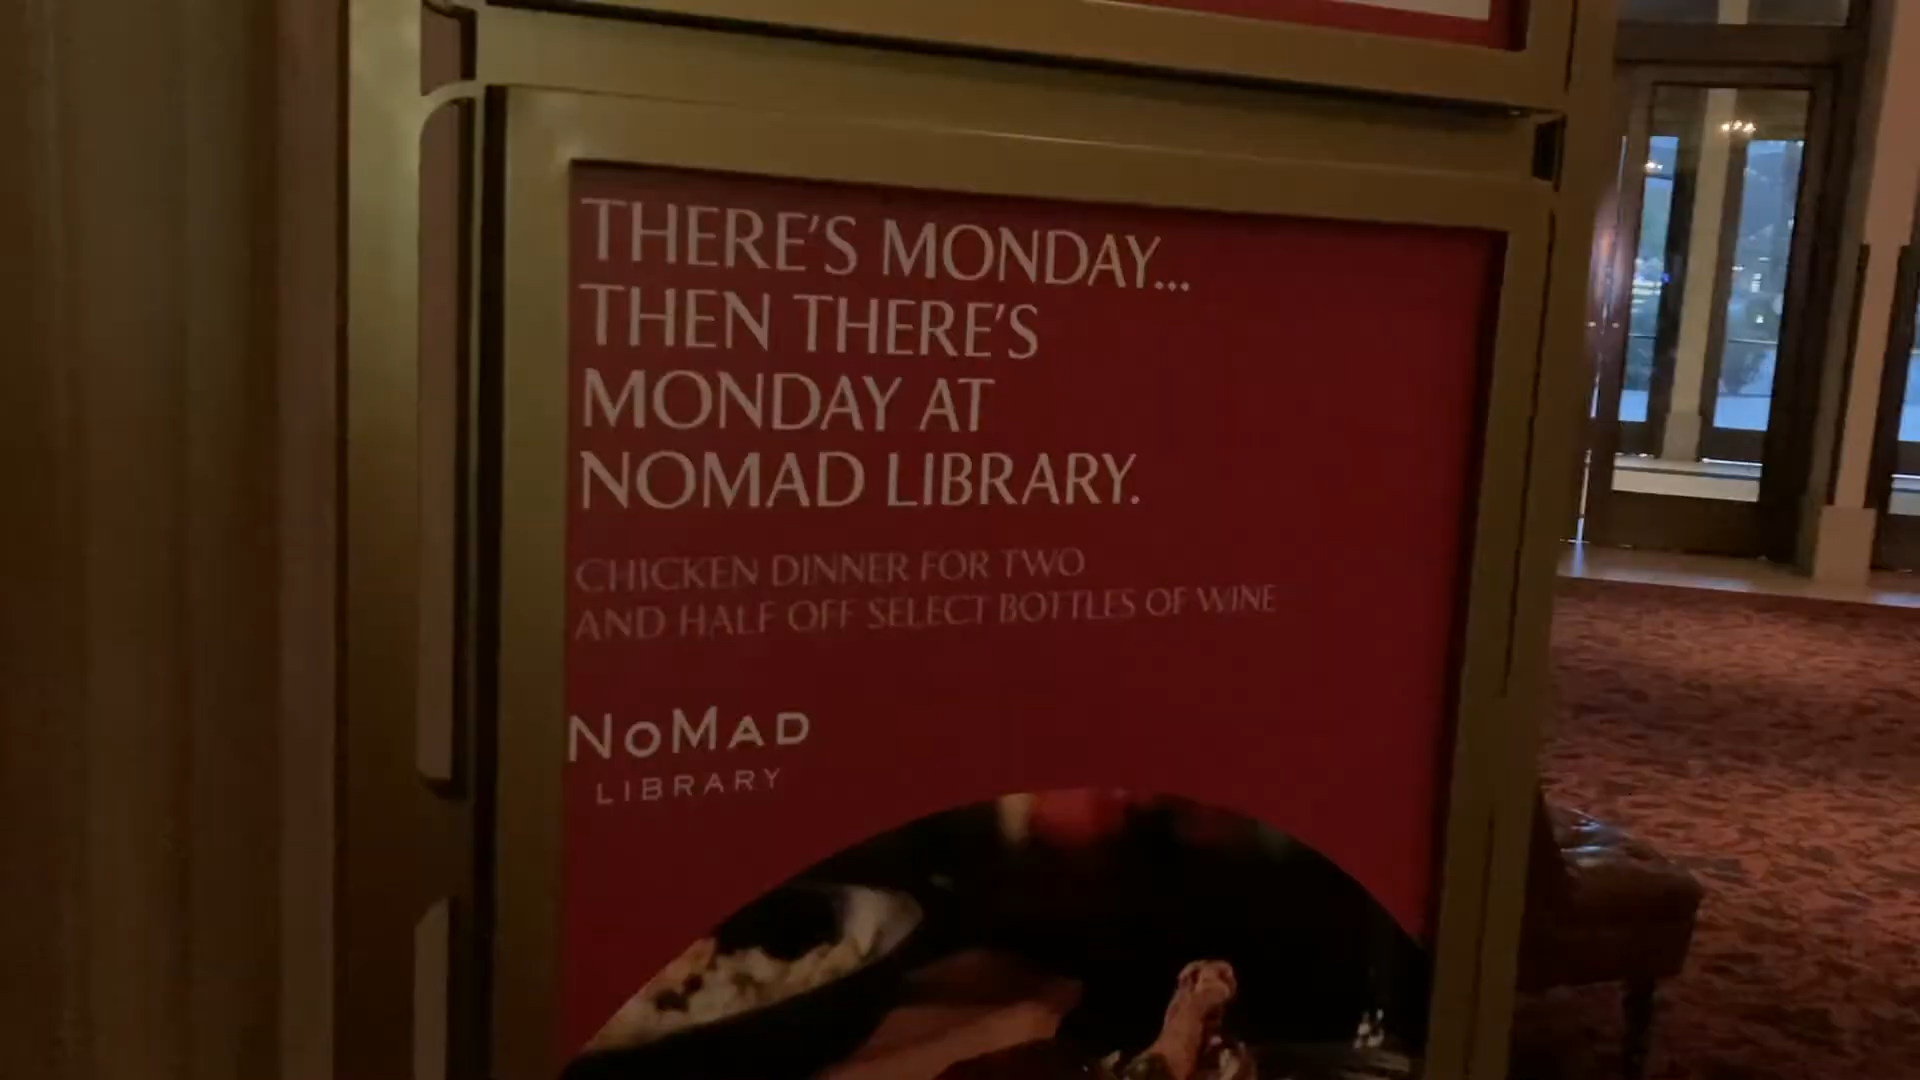 THERE'S MONDAY...
THEN THERE'S
MONDAY AT
NOMAD LIBRARY.
CHICKEN DINNER FOR TWO
AND HALF OFF SELECT BOTTLES OF WINE
NOMAD
LIBRARY